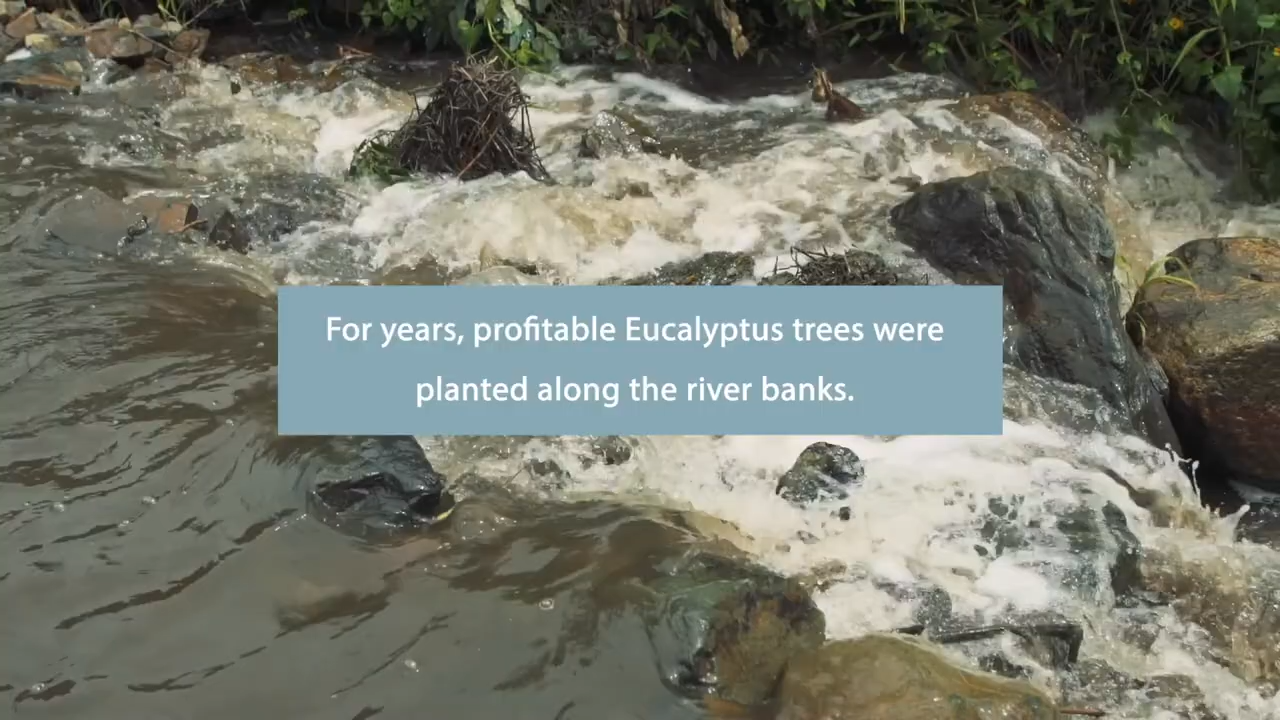 For years, profitable Eucalyptus trees were
planted along the river banks.